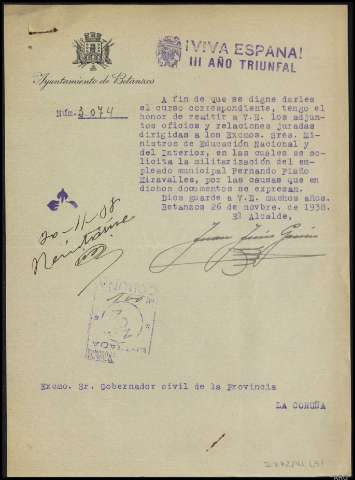 ¡VIVA ESPAÑA!
III AÑO TRIUNFAL
Ayuntamiento de Betanzos
Núm. 3074
A fin de que se digne darles
el curso correspondiente, tengo el
honor de remitir a V.E. los adjun-
tos oficios y relaciones juradas
dirigidas a los Excmos. Sres. Mi-
nistros de Educación Nacional y
del Interior, en las cuales se so-
licita la militarización del em-
pleado municipal Fernando
Miravalles, por las causas que en
dichos documentos se expresan.
Dios guarde a V.E. muchos años.
Betanzos 26 de novbre. de 1938.
El Alcalde,
CORUÑA
ENTRADA
Excmo. Sr. Gobernador civil de la Provincia
LA CORUÑA